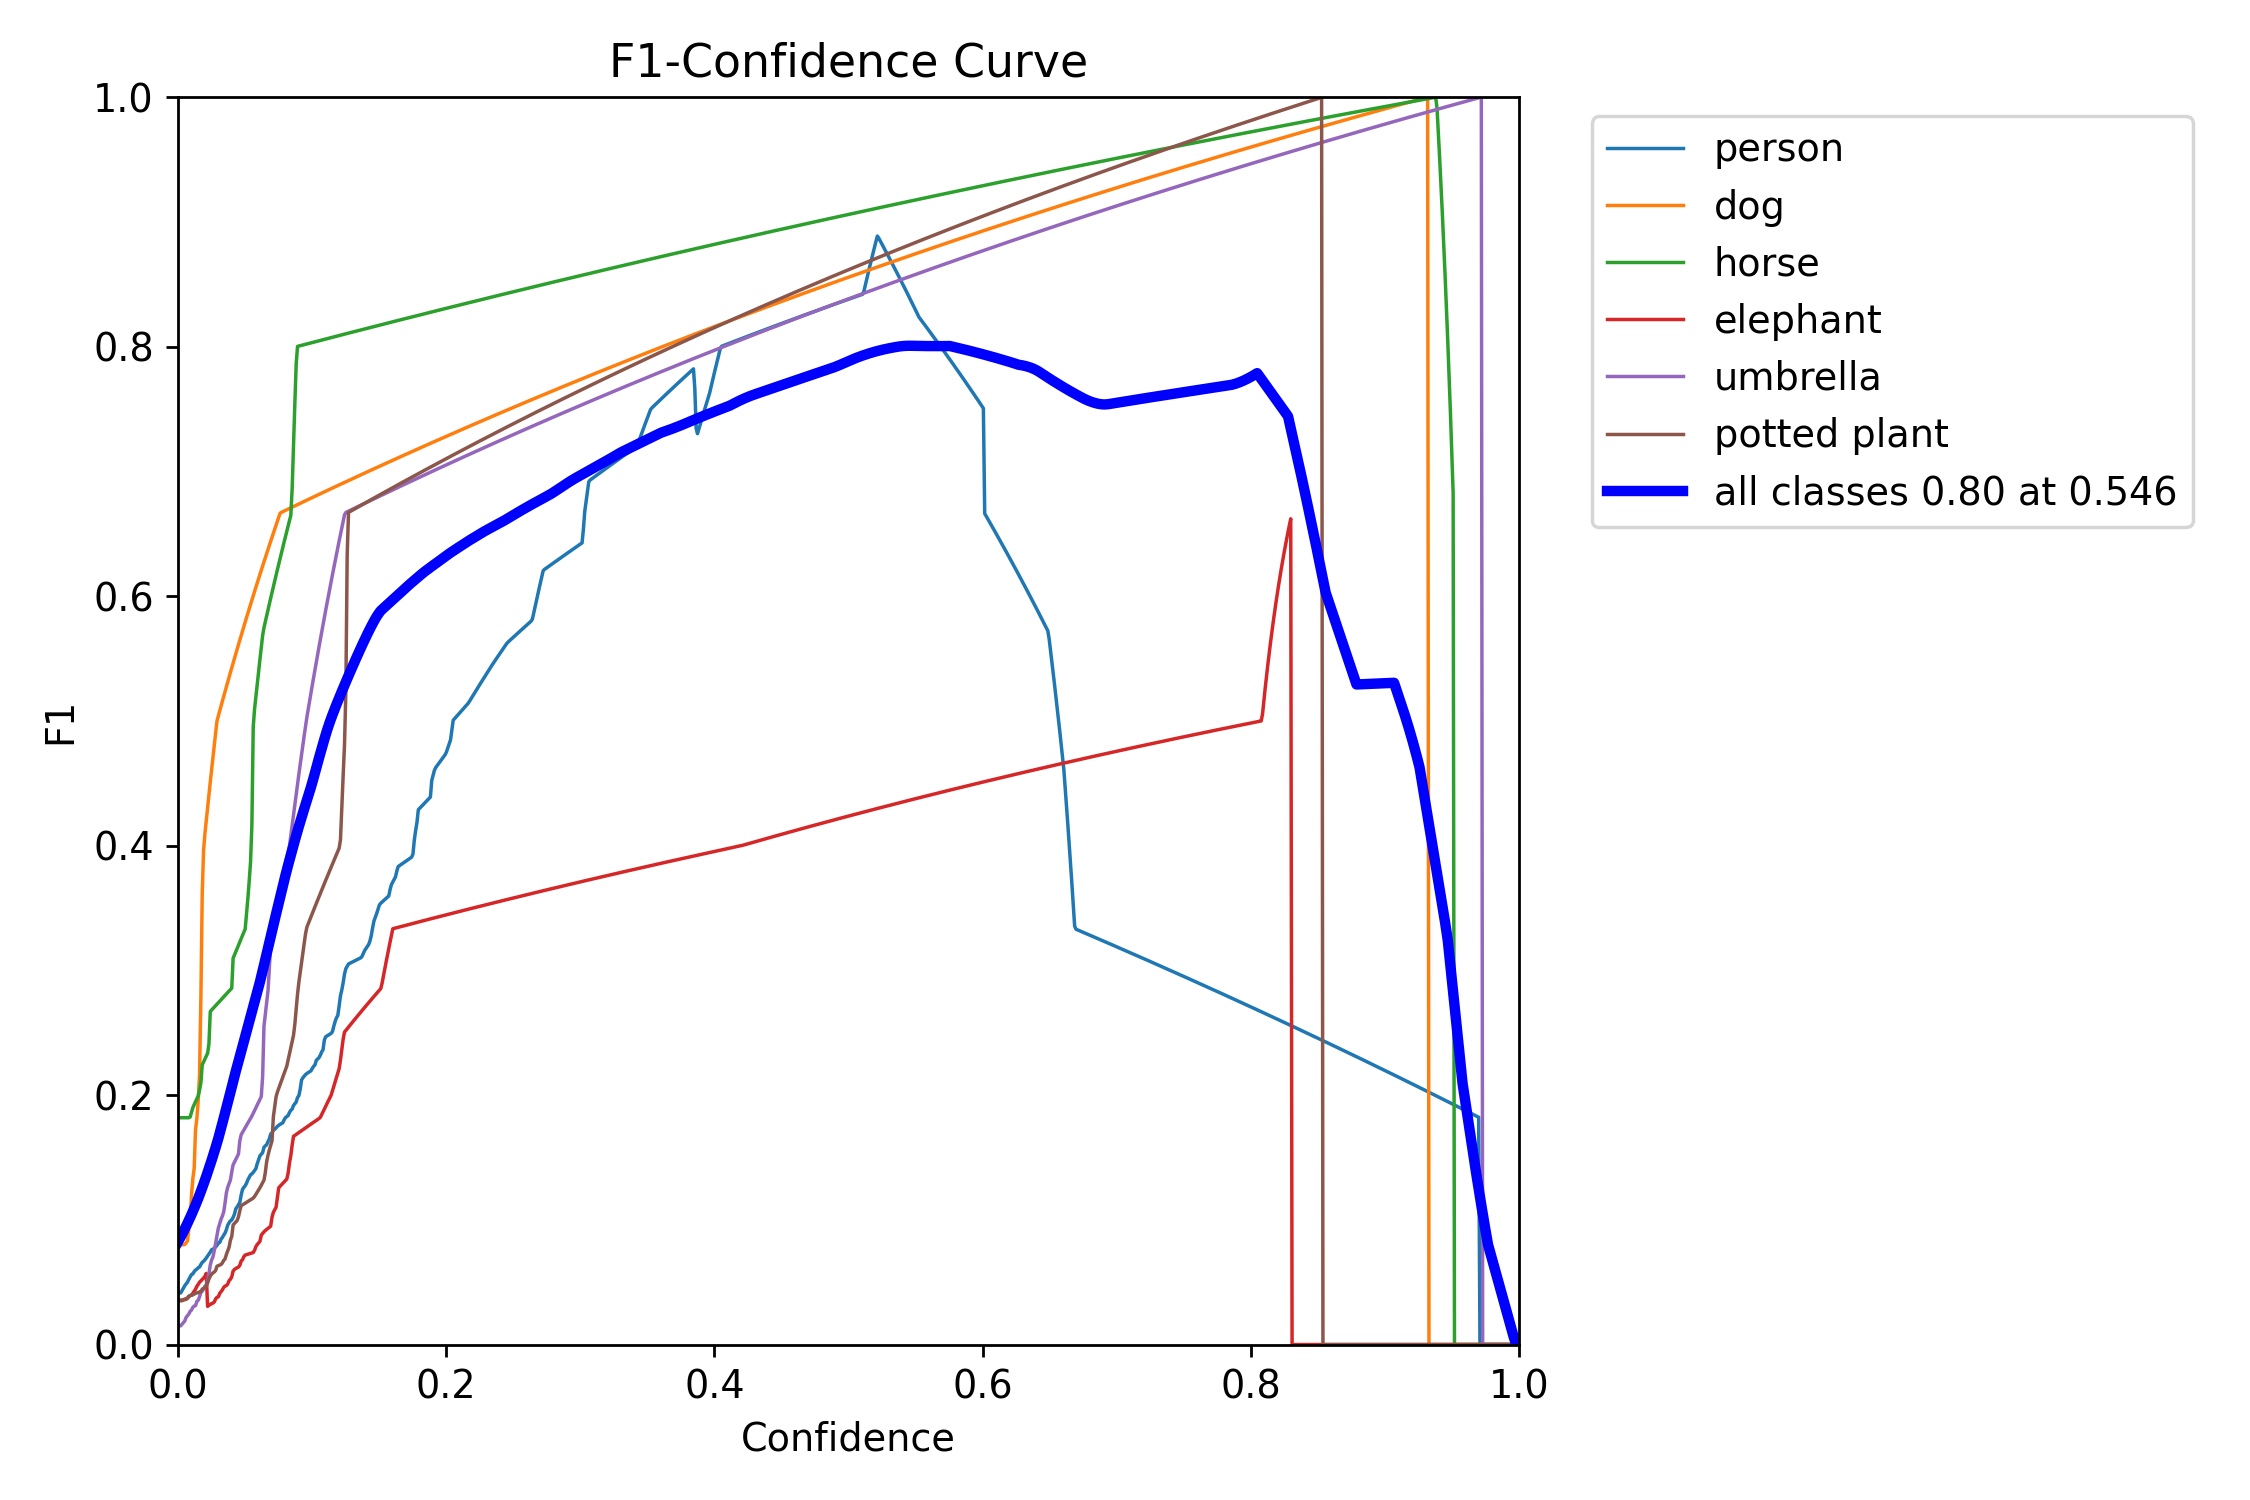 F1-Confidence Curve
1.0
0.8
0.6
0.4
0.2
0.0
F1
0.0 0.2 0.4 0.6 0.8 1.0
Confidence
person
dog
horse
elephant
umbrella
potted plant
all classes 0.80 at 0.546